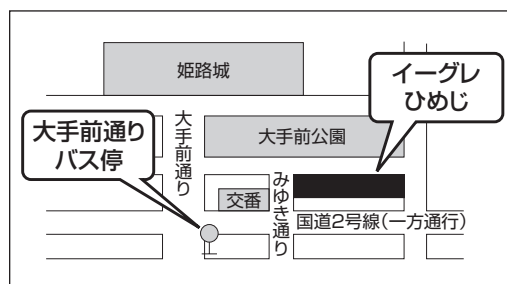 姫路城
イーグレ
ひめじ
大手前通り
バス停
大手前通り
大手前公園
交番
みゆき通り
国道2号線(一方通行)